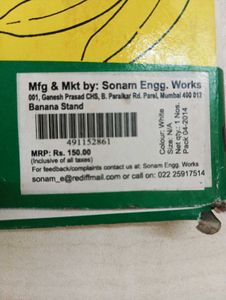 Mfg & Mkt by: Sonam Engg. Works
001, Ganesh Prasad CHS, B. Paralkar Rd. Parel, Mumbai 400 012
Banana Stand
491152861
MRP: Rs. 150.00
(Inclusive of all taxes)
For feedback/complaints contact us at: Sonam Engg. Works
sonam_e@rediffmail.com or call on: 022 25917514
Colour: White
Size: N/A
Net qty.: 1 Nos.
Pack 04-2014